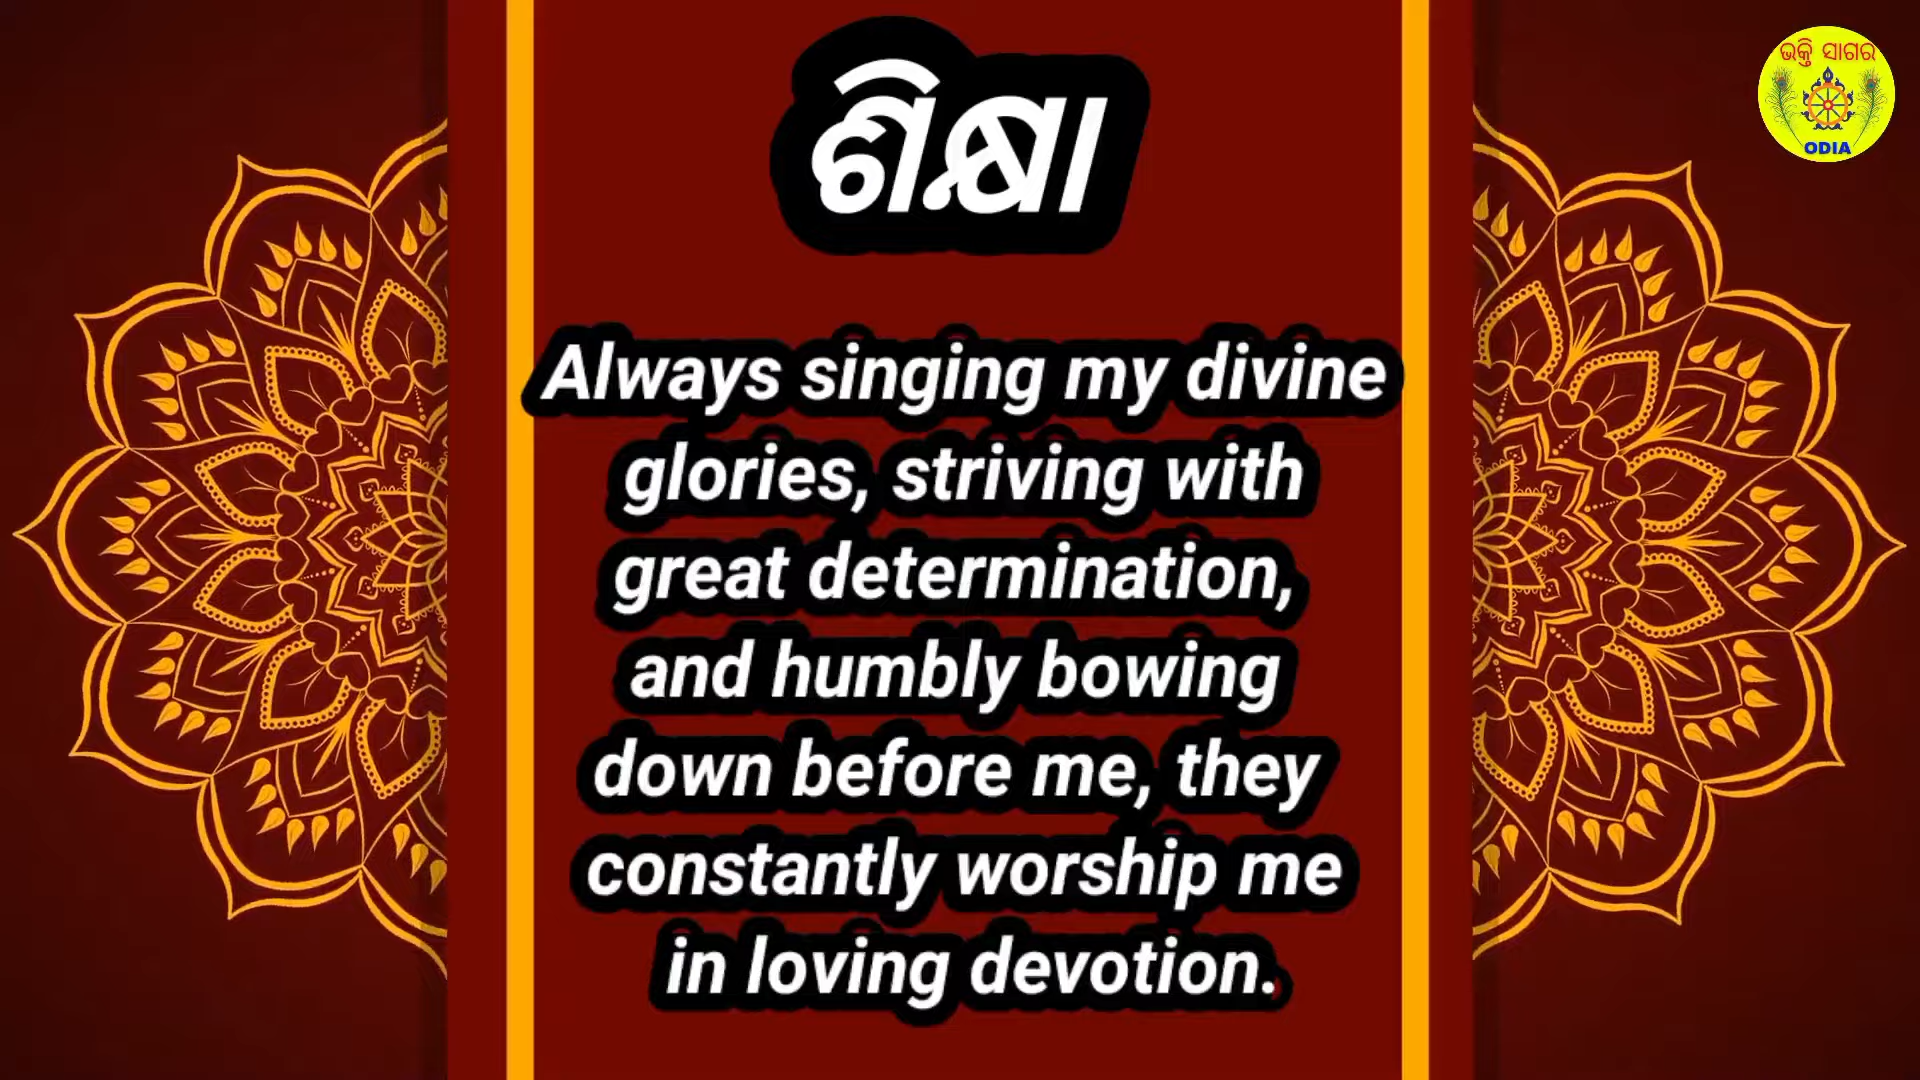 ଭକ୍ତି ସାଗର
ODIA
ଶିକ୍ଷା
Always singing my divine
glories, striving with
great determination,
and humbly bowing
down before me, they
constantly worship me
in loving devotion.